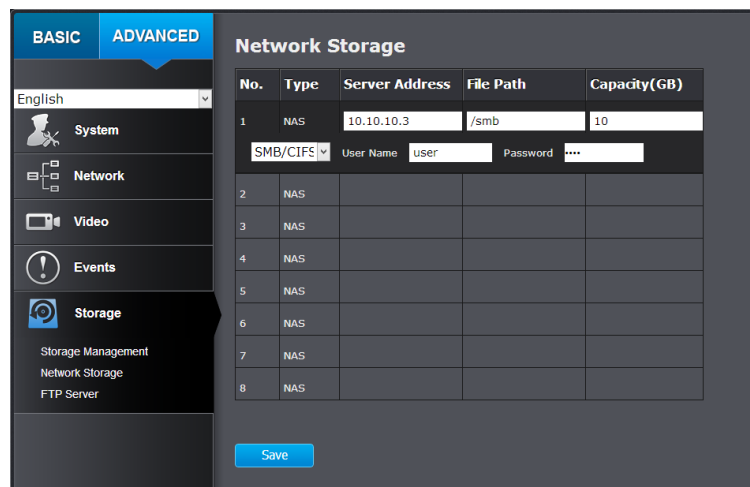 BASIC ADVANCED
English
System
Network
Video
Events
Storage
Storage Management
Network Storage
FTP Server
Network Storage
No. Type Server Address File Path Capacity(GB)
1 NAS 10.10.10.3 /smb 10
SMB/CIFS User Name user Password ••••
2 NAS
3 NAS
4 NAS
5 NAS
6 NAS
7 NAS
8 NAS
Save